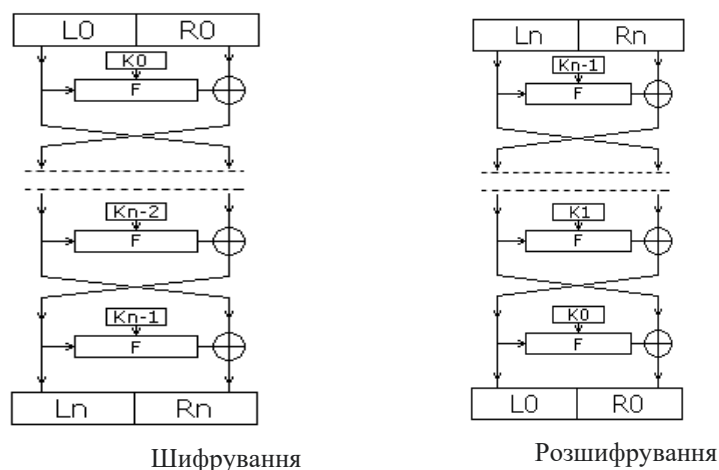 L0 R0
K0
F
Kn-2
F
Kn-1
F
Ln Rn
Шифрування
Ln Rn
Kn-1
F
K1
F
K0
F
L0 R0
Розшифрування